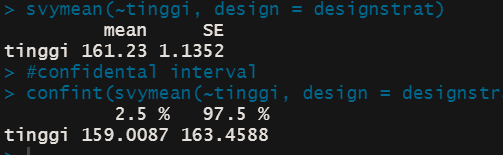 > svymean(~tinggi, design = designstrat)
mean SE
tinggi 161.23 1.1352
> #confidental interval
> confint(svymean(~tinggi, design = designstr
2.5 % 97.5 %
tinggi 159.0087 163.4588